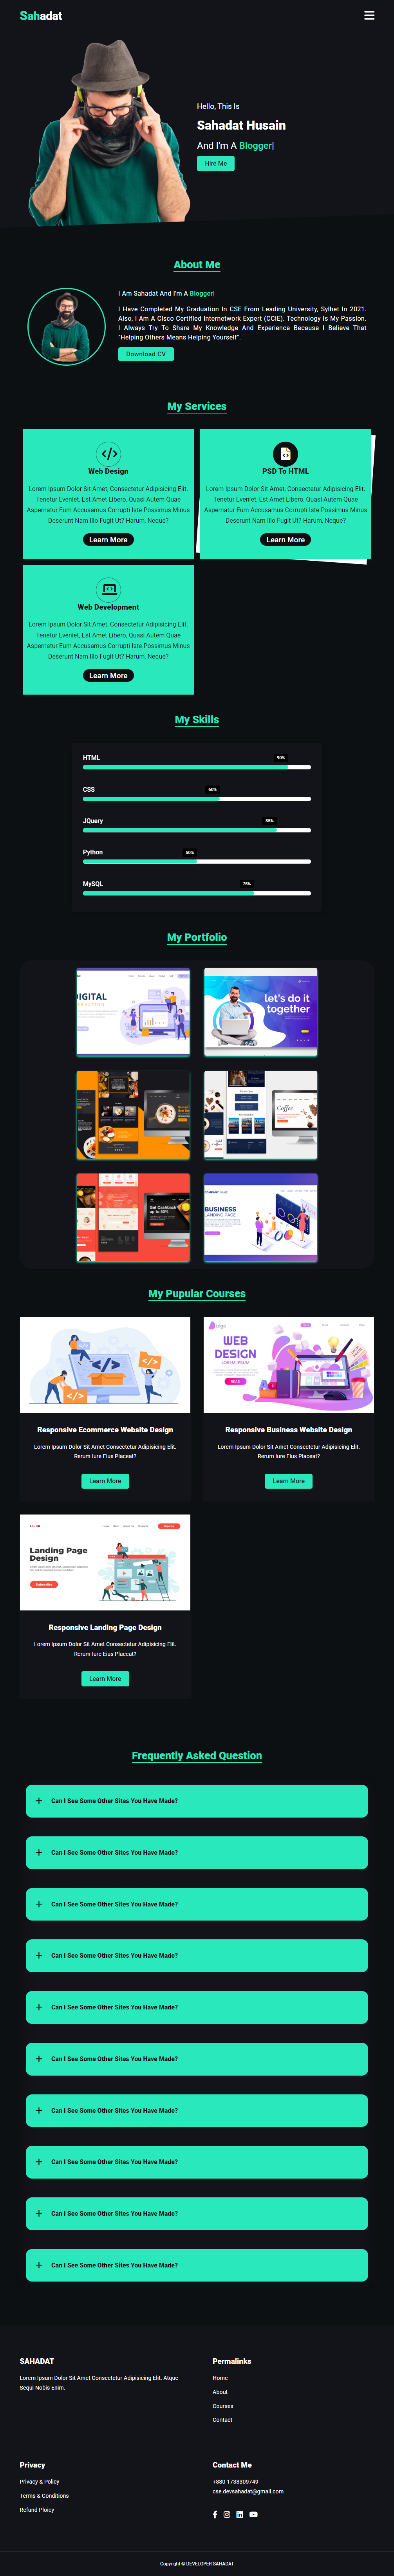 Sahadat
Hello, This Is
Sahadat Husain
And I'm A Blogger|
Hire Me
About Me
I Am Sahadat And I'm A Blogger|
I Have Completed My Graduation In CSE From Leading University, Sylhet In 2021.
Also, I Am A Cisco Certified Internetwork Expert (CCIE). Technology Is My Passion.
I Always Try To Share My Knowledge And Experience Because I Believe That
"Helping Others Means Helping Yourself".
Download CV
My Services
Web Design
Lorem Ipsum Dolor Sit Amet, Consectetur Adipisicing Elit.
Tenetur Eveniet, Est Amet Libero, Quasi Autem Quae
Aspernatur Eum Accusamus Corrupti Iste Possimus Minus
Deserunt Nam Illo Fugit Ut? Harum, Neque?
Learn More
PSD To HTML
Lorem Ipsum Dolor Sit Amet, Consectetur Adipisicing Elit.
Tenetur Eveniet, Est Amet Libero, Quasi Autem Quae
Aspernatur Eum Accusamus Corrupti Iste Possimus Minus
Deserunt Nam Illo Fugit Ut? Harum, Neque?
Learn More
Web Development
Lorem Ipsum Dolor Sit Amet, Consectetur Adipisicing Elit.
Tenetur Eveniet, Est Amet Libero, Quasi Autem Quae
Aspernatur Eum Accusamus Corrupti Iste Possimus Minus
Deserunt Nam Illo Fugit Ut? Harum, Neque?
Learn More
My Skills
HTML
90%
CSS
60%
JQuery
85%
Python
50%
MySQL
75%
My Portfolio
DIGITAL
let's do it
together
Coffee
Get Cashback
up to 50%
BUSINESS
LANDING PAGE
My Pupular Courses
Responsive Ecommerce Website Design
Lorem Ipsum Dolor Sit Amet Consectetur Adipisicing Elit.
Rerum Iure Eius Placeat?
Learn More
WEB
DESIGN
LOREM IPSUM
Responsive Business Website Design
Lorem Ipsum Dolor Sit Amet Consectetur Adipisicing Elit.
Rerum Iure Eius Placeat?
Learn More
Landing Page
Design
Responsive Landing Page Design
Lorem Ipsum Dolor Sit Amet Consectetur Adipisicing Elit.
Rerum Iure Eius Placeat?
Learn More
Frequently Asked Question
Can I See Some Other Sites You Have Made?
Can I See Some Other Sites You Have Made?
Can I See Some Other Sites You Have Made?
Can I See Some Other Sites You Have Made?
Can I See Some Other Sites You Have Made?
Can I See Some Other Sites You Have Made?
Can I See Some Other Sites You Have Made?
Can I See Some Other Sites You Have Made?
Can I See Some Other Sites You Have Made?
Can I See Some Other Sites You Have Made?
SAHADAT
Lorem Ipsum Dolor Sit Amet Consectetur Adipisicing Elit. Atque
Sequi Nobis Enim.
Permalinks
Home
About
Courses
Contact
Privacy
Privacy & Policy
Terms & Conditions
Refund Ploicy
Contact Me
+880 1738309749
cse.devsahadat@gmail.com
Copyright © DEVELOPER SAHADAT